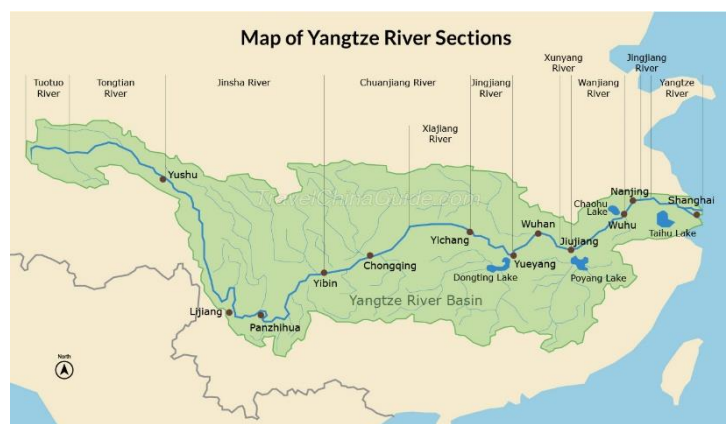 Map of Yangtze River Sections
Tuotuo
River
Tongtian
River
Jinsha River
Chuanjiang River
Xiajiang
River
Jingjiang
River
Xunyang
River
Wanjiang
River
Jingjiang
River
Yangtze
River
Yushu
TravelChinaGuide.com
Nanjing
Chaohu
Lake
Shanghai
Wuhu
Taihu Lake
Wuhan
Yichang
Jiujiang
Yueyang
Chongqing
Yibin
Dongting Lake
Poyang Lake
Yangtze River Basin
Lijiang
Panzhihua
North